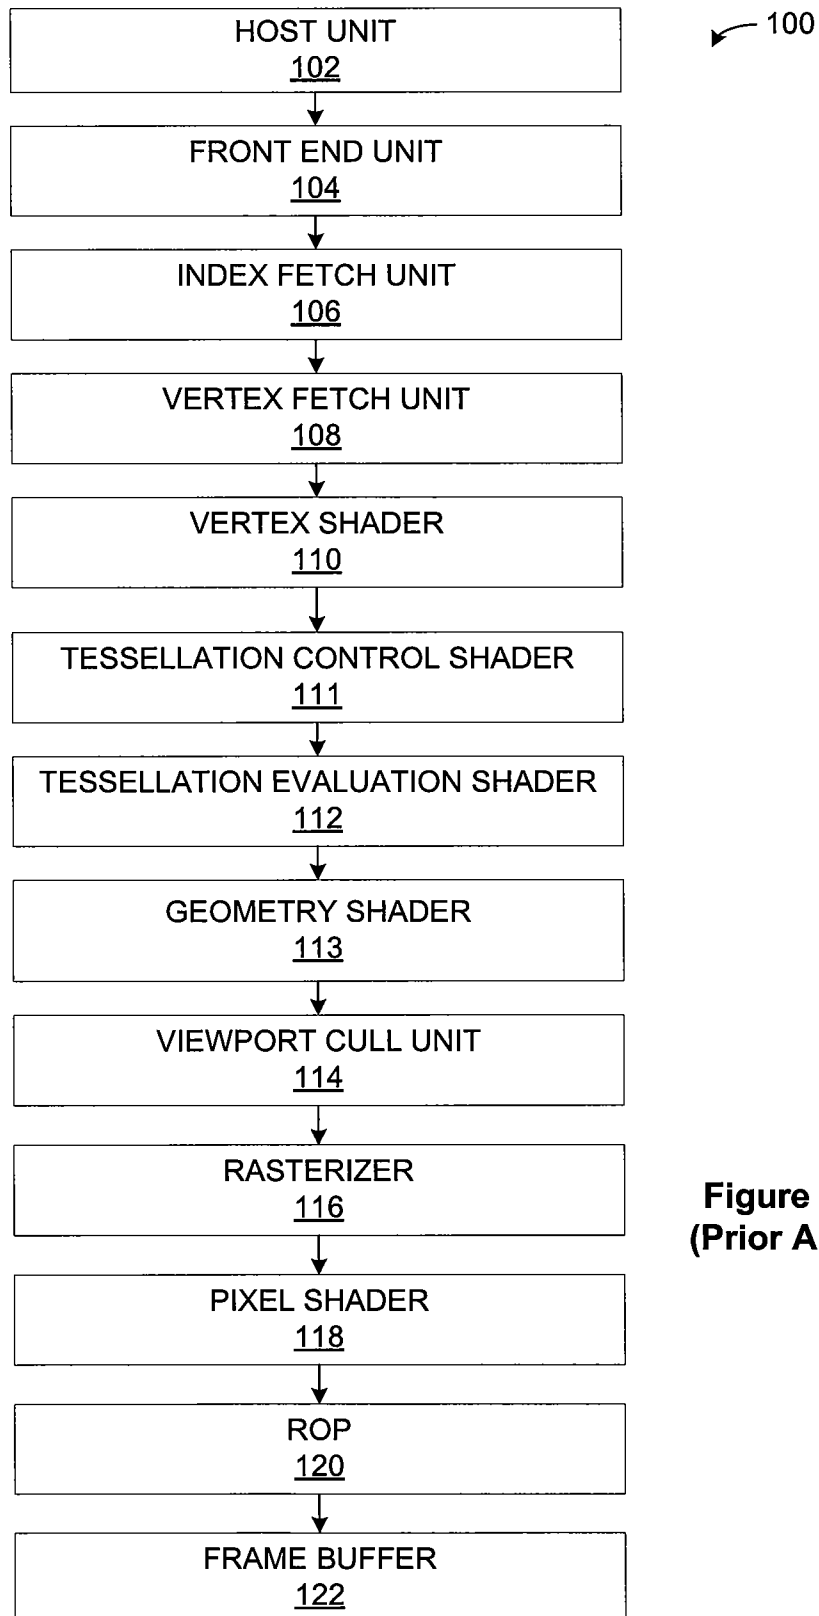 HOST UNIT
102
100
FRONT END UNIT
104
INDEX FETCH UNIT
106
VERTEX FETCH UNIT
108
VERTEX SHADER
110
TESSELLATION CONTROL SHADER
111
TESSELLATION EVALUATION SHADER
112
GEOMETRY SHADER
113
VIEWPORT CULL UNIT
114
RASTERIZER
116
Figure
(Prior A
PIXEL SHADER
118
ROP
120
FRAME BUFFER
122